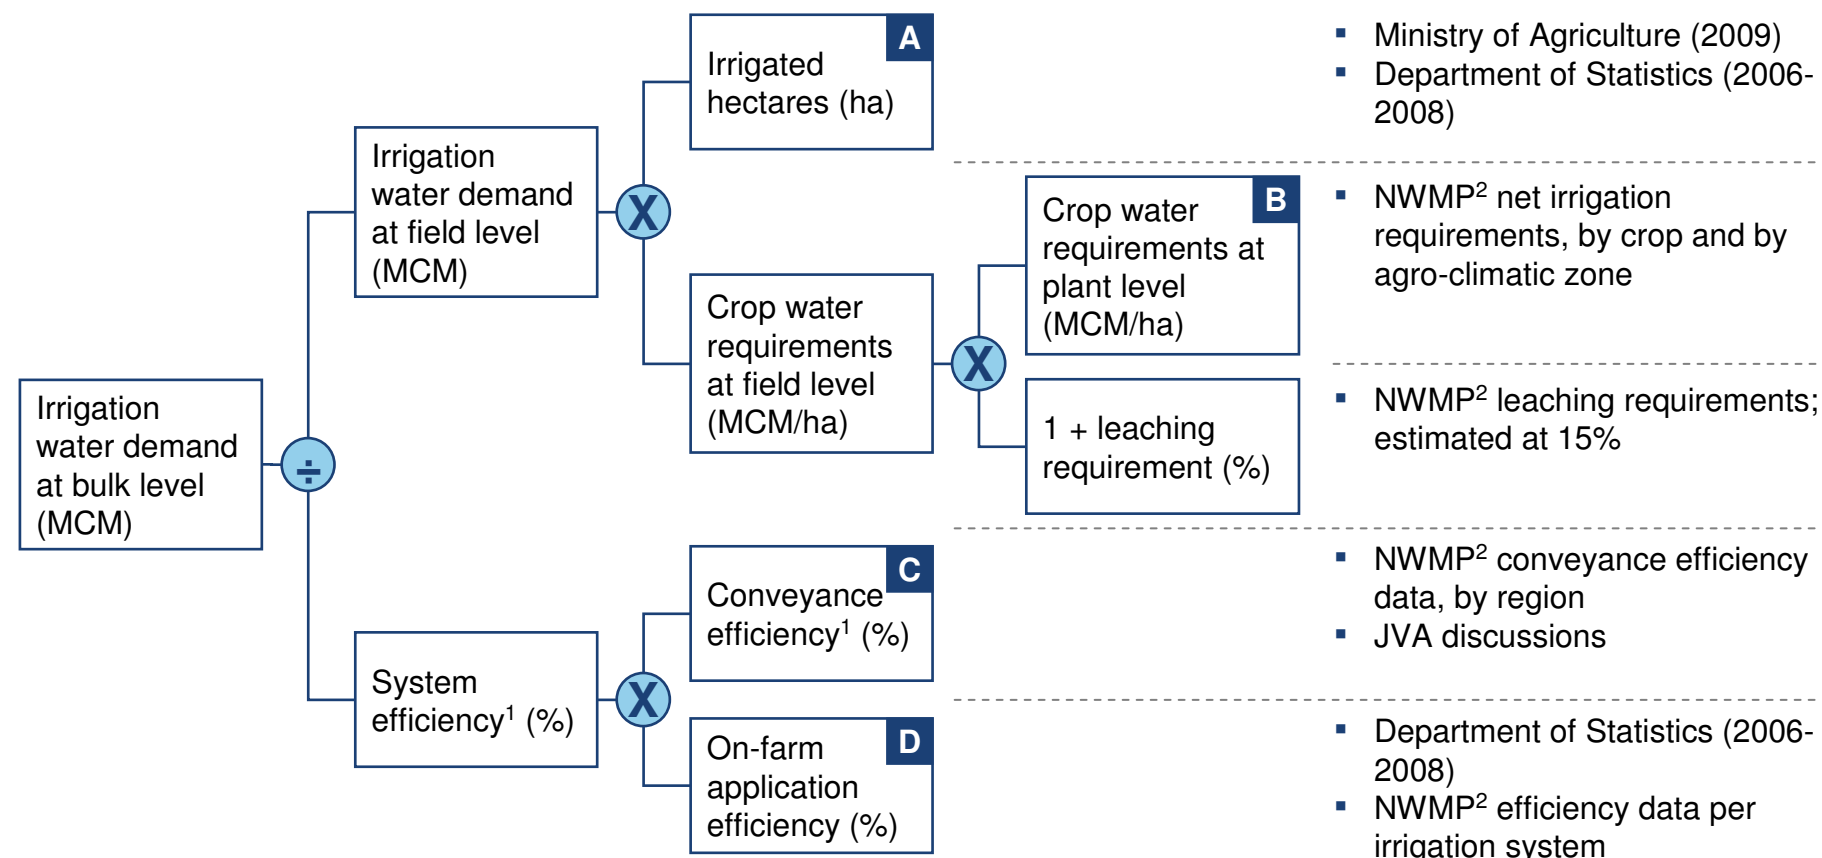 A
Irrigated
hectares (ha)
▪ Ministry of Agriculture (2009)
▪ Department of Statistics (2006-
2008)
Irrigation
water demand
at field level
(MCM)
X
B
Crop water
requirements at
plant level
(MCM/ha)
▪ NWMP² net irrigation
requirements, by crop and by
agro-climatic zone
Crop water
requirements
at field level
(MCM/ha)
X
1 + leaching
requirement (%)
▪ NWMP² leaching requirements;
estimated at 15%
Irrigation
water demand
at bulk level
(MCM)
÷
C
Conveyance
efficiency¹ (%)
▪ NWMP² conveyance efficiency
data, by region
▪ JVA discussions
System
efficiency¹ (%)
X
D
On-farm
application
efficiency (%)
▪ Department of Statistics (2006-
2008)
▪ NWMP² efficiency data per
irrigation system